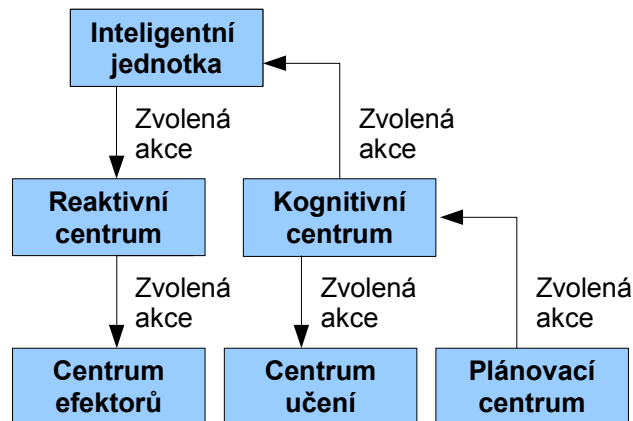 Inteligentní
jednotka
Zvolená
akce
Zvolená
akce
Reaktivní
centrum
Kognitivní
centrum
Zvolená
akce
Zvolená
akce
Zvolená
akce
Centrum
efektorů
Centrum
učení
Plánovací
centrum